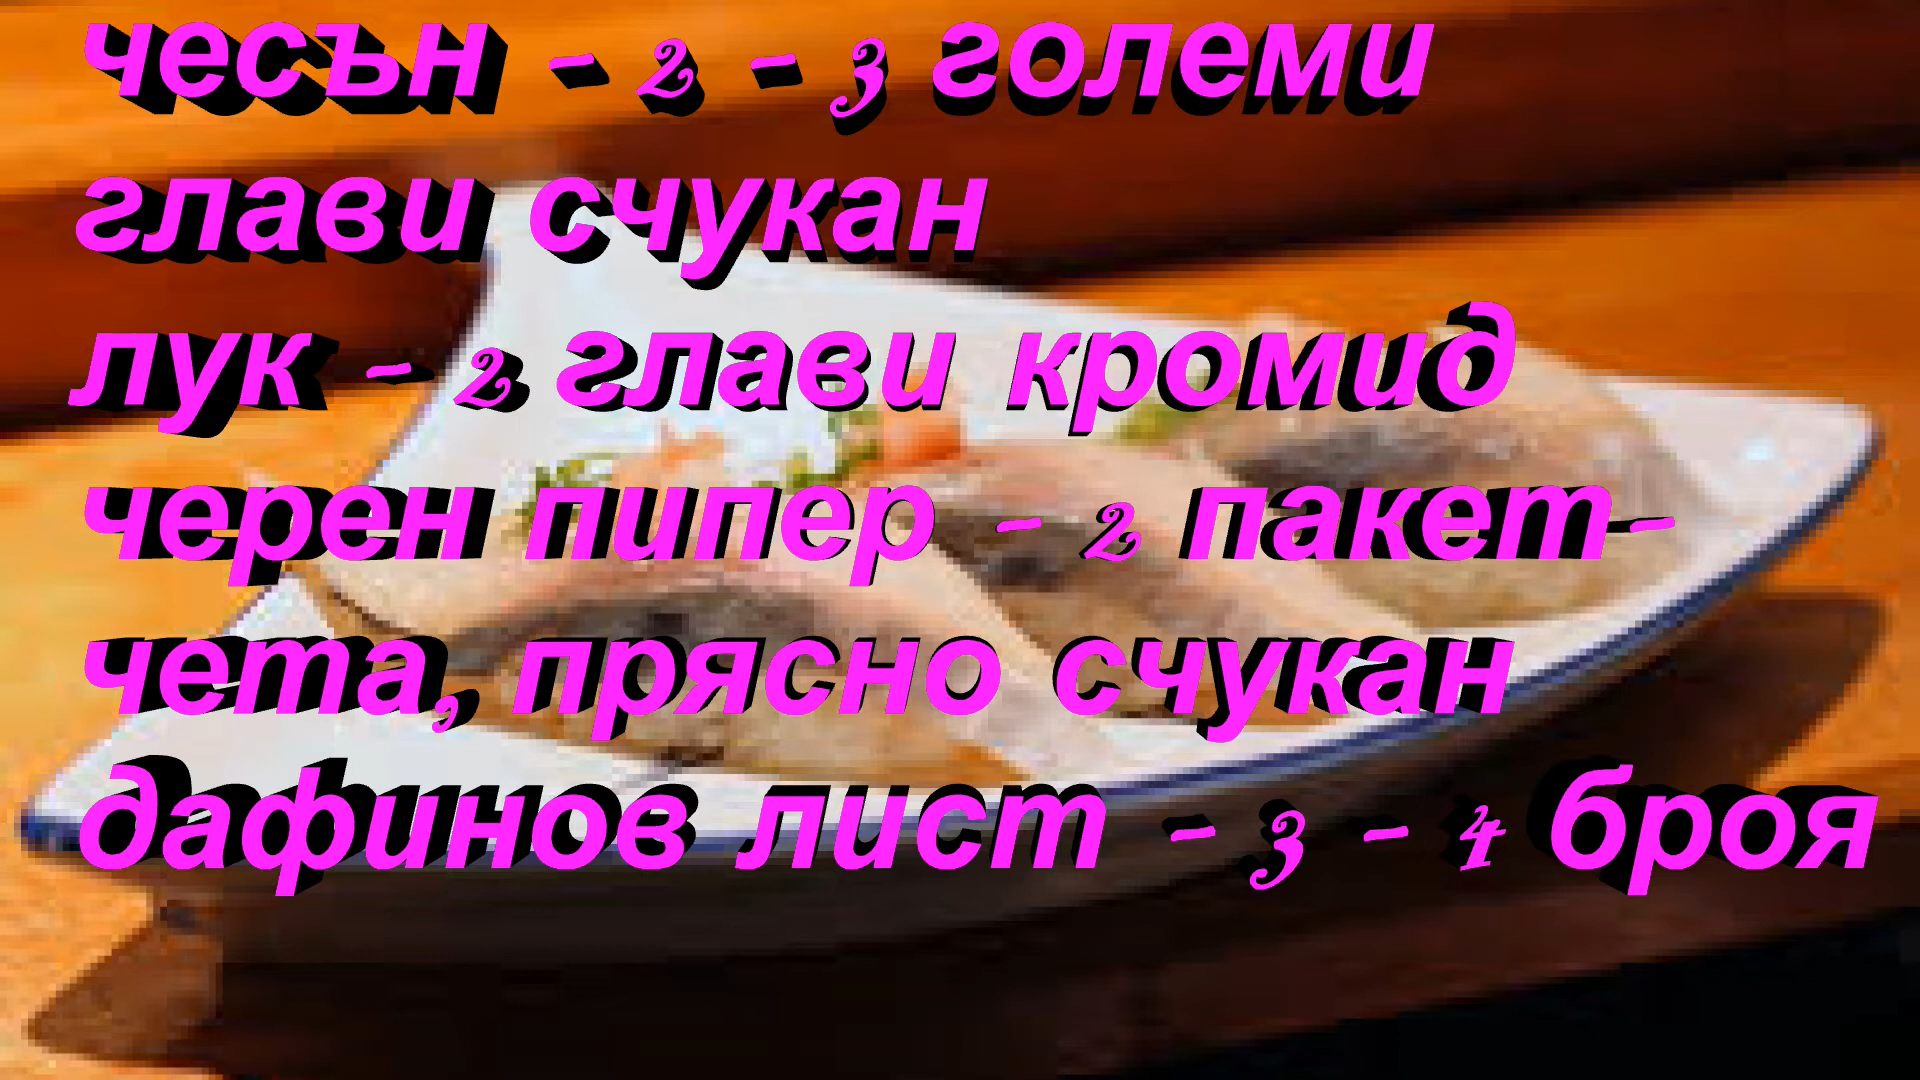 чесън - 2 - 3 големи
глави счукан
лук - 2 глави кромид
черен пипер - 2 пакет-
чета, прясно счукан
дафинов лист - 3 - 4 броя